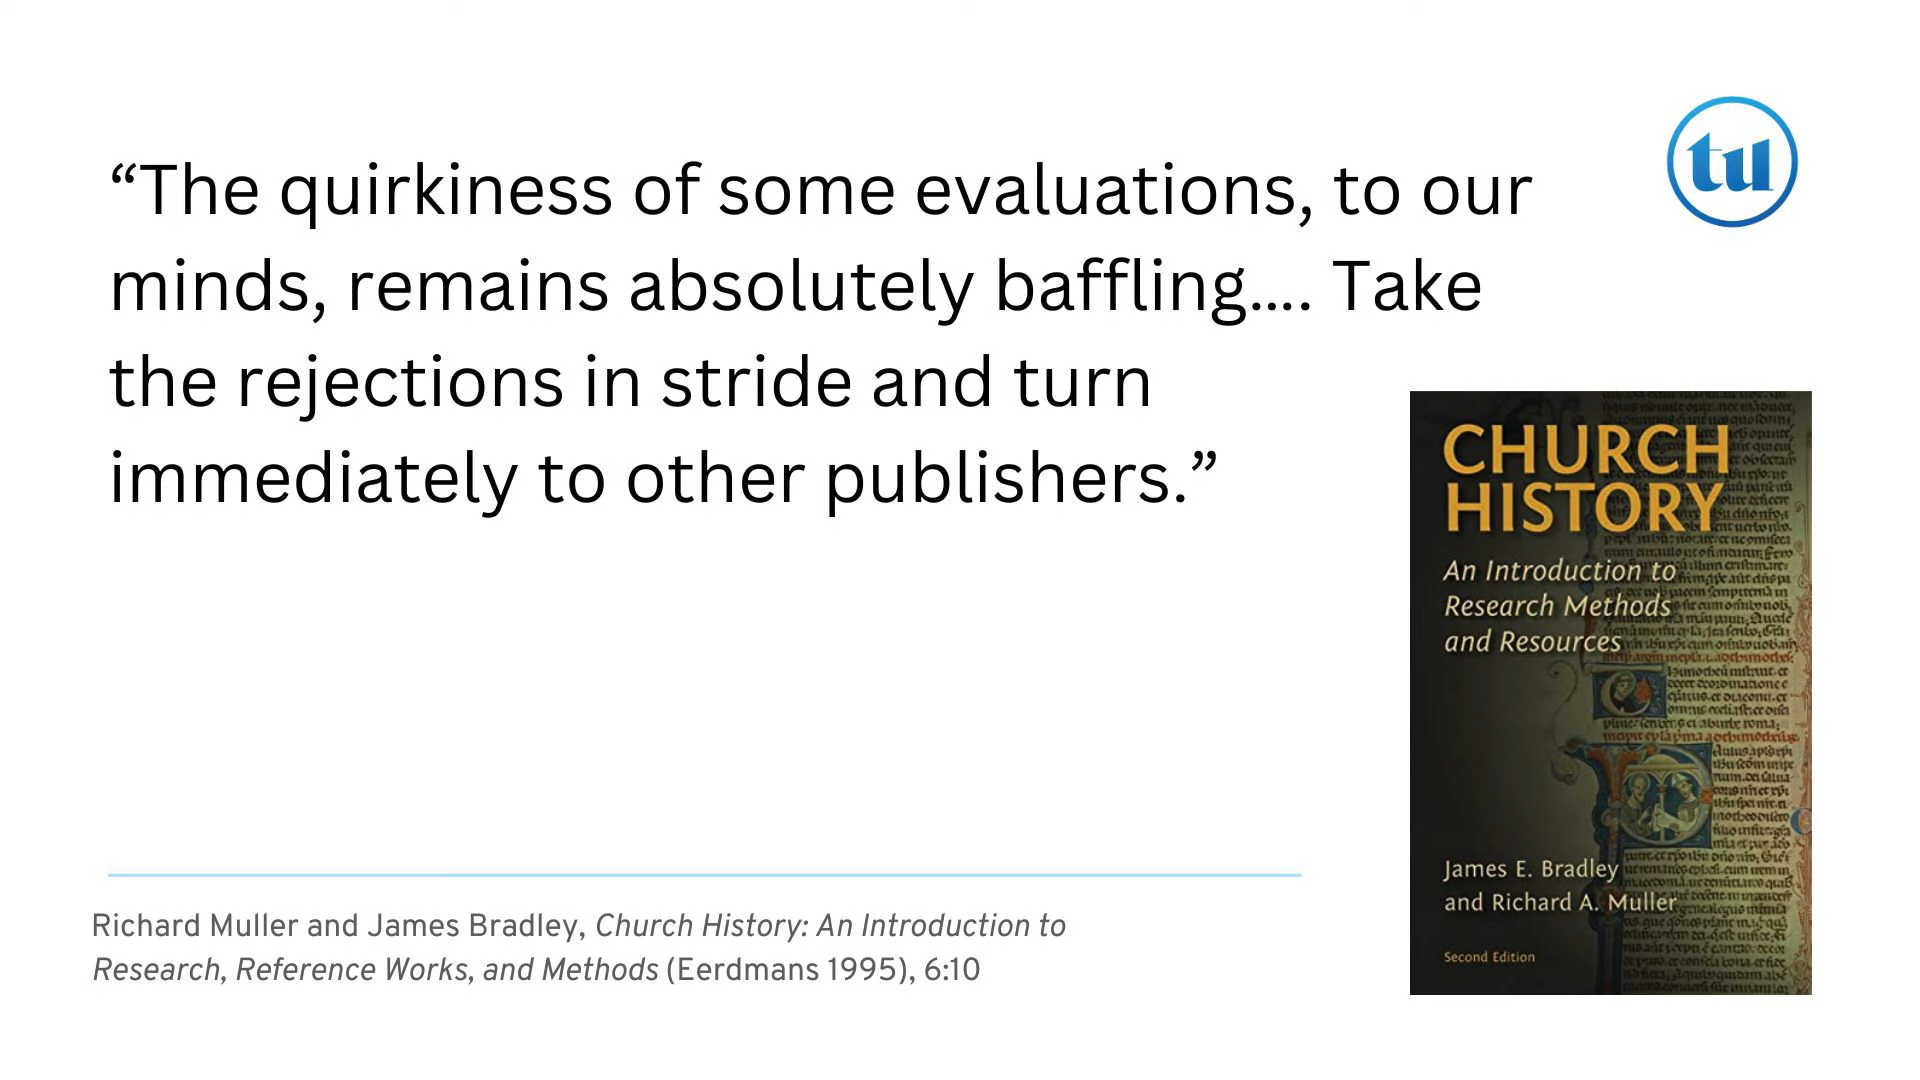 “The quirkiness of some evaluations, to our
minds, remains absolutely baffling…. Take
the rejections in stride and turn
immediately to other publishers.”
tu
CHURCH
HISTORY
An Introduction to
Research Methods
and Resources
James E. Bradley
and Richard A. Muller
Second Edition
Richard Muller and James Bradley, Church History: An Introduction to
Research, Reference Works, and Methods (Eerdmans 1995), 6:10